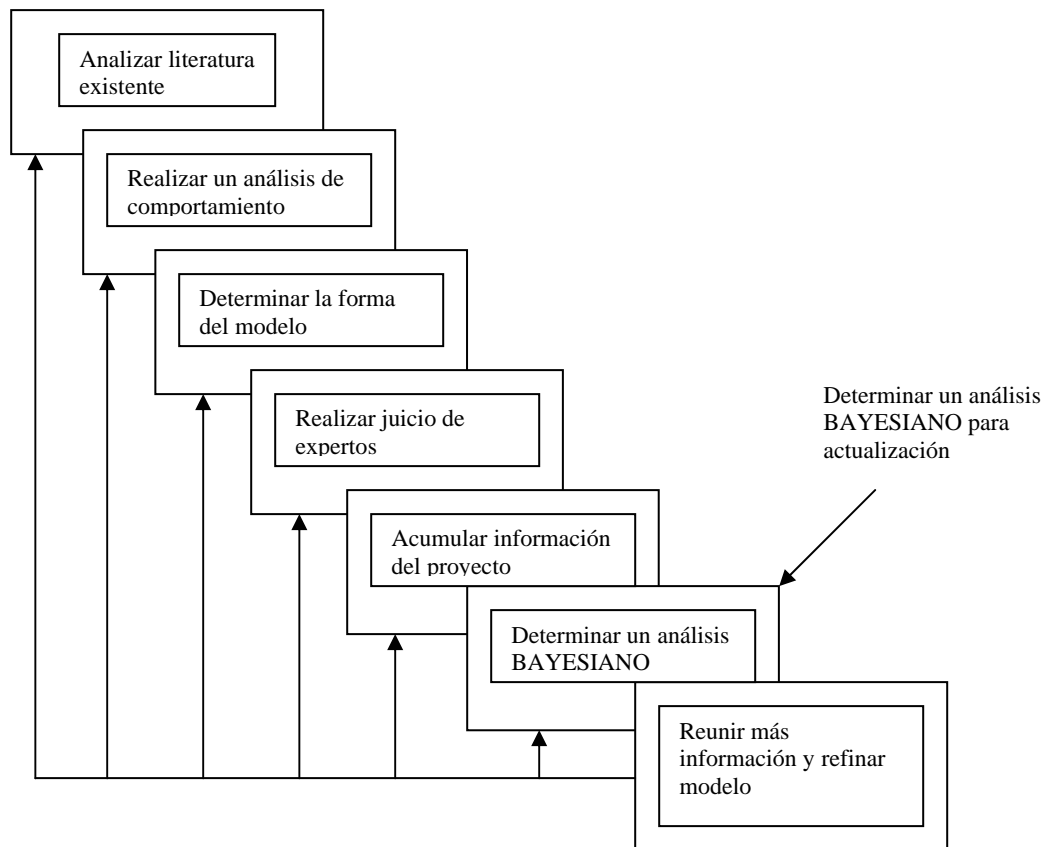 Analizar literatura
existente
Realizar un análisis de
comportamiento
Determinar la forma
del modelo
Realizar juicio de
expertos
Determinar un análisis
BAYESIANO para
actualización
Acumular información
del proyecto
Determinar un análisis
BAYESIANO
Reunir más
información y refinar
modelo